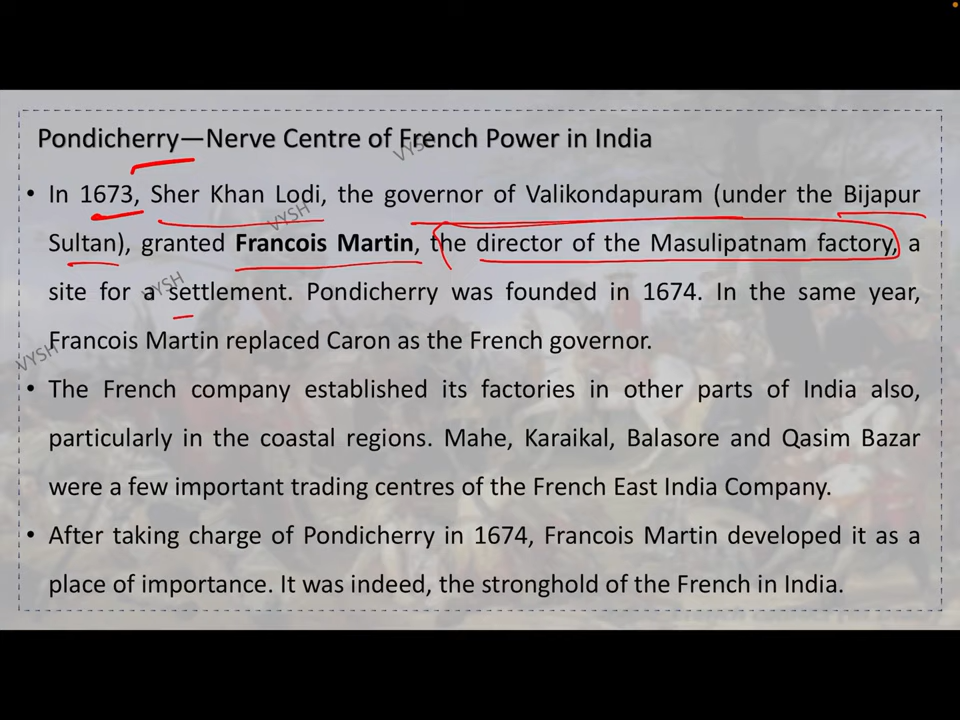 Pondicherry—Nerve Centre of French Power in India
• In 1673, Sher Khan Lodi, the governor of Valikondapuram (under the Bijapur
Sultan), granted Francois Martin, the director of the Masulipatnam factory, a
site for a settlement. Pondicherry was founded in 1674. In the same year,
Francois Martin replaced Caron as the French governor.
• The French company established its factories in other parts of India also,
particularly in the coastal regions. Mahe, Karaikal, Balasore and Qasim Bazar
were a few important trading centres of the French East India Company.
• After taking charge of Pondicherry in 1674, Francois Martin developed it as a
place of importance. It was indeed, the stronghold of the French in India.
VYSH
VYSH
VYSH
VYSH